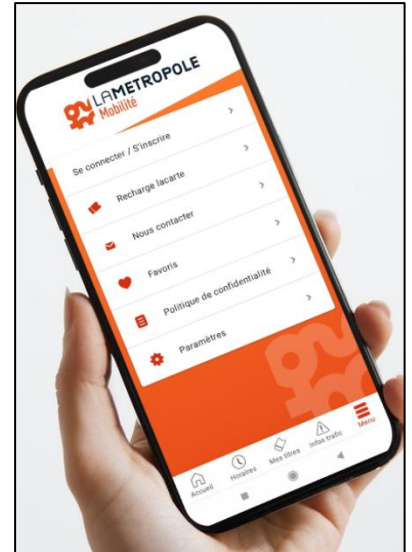 LAMETROPOLE
Mobilité
Se connecter / S'inscrire
Recharge lacarte
Nous contacter
Favoris
Politique de confidentialité
Paramètres
Accueil
Horaires
Mes titres
Infos trafic
Menu